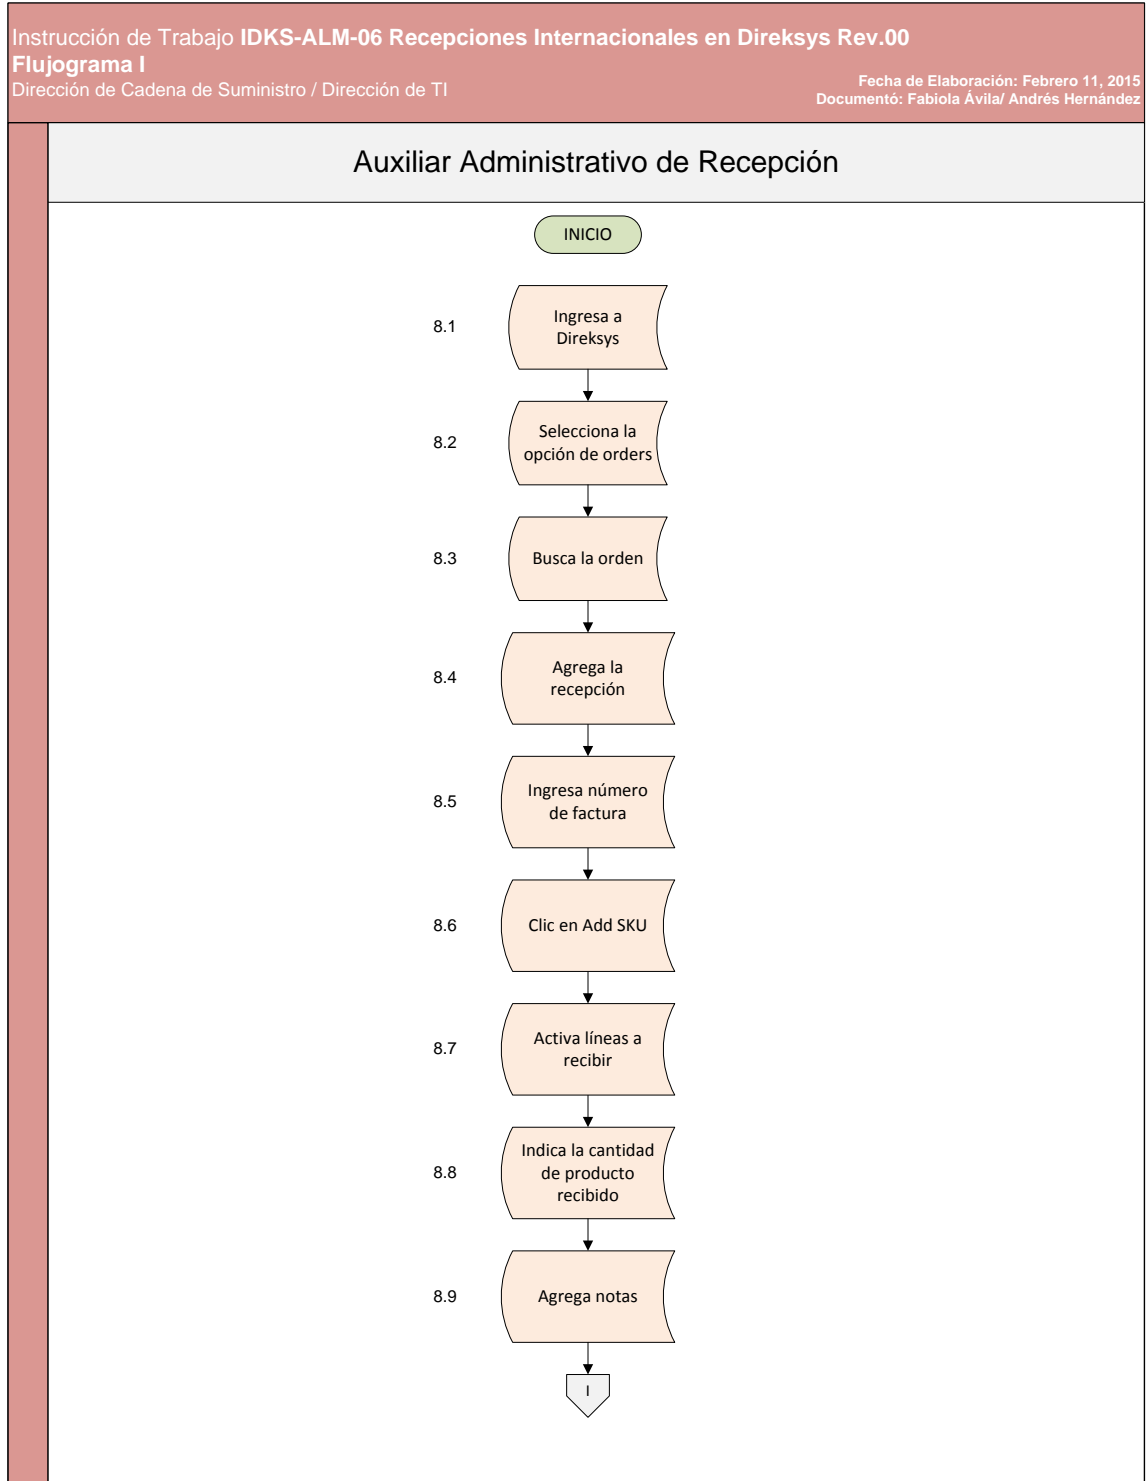 Instrucción de Trabajo IDKS-ALM-06 Recepciones Internacionales en Direksys Rev.00
Flujograma I
Dirección de Cadena de Suministro / Dirección de TI
Fecha de Elaboración: Febrero 11, 2015
Documentó: Fabiola Ávila/ Andrés Hernández
Auxiliar Administrativo de Recepción
INICIO
8.1
Ingresa a
Direksys
8.2
Selecciona la
opción de orders
8.3
Busca la orden
8.4
Agrega la
recepción
8.5
Ingresa número
de factura
8.6
Clic en Add SKU
8.7
Activa líneas a
recibir
8.8
Indica la cantidad
de producto
recibido
8.9
Agrega notas
I